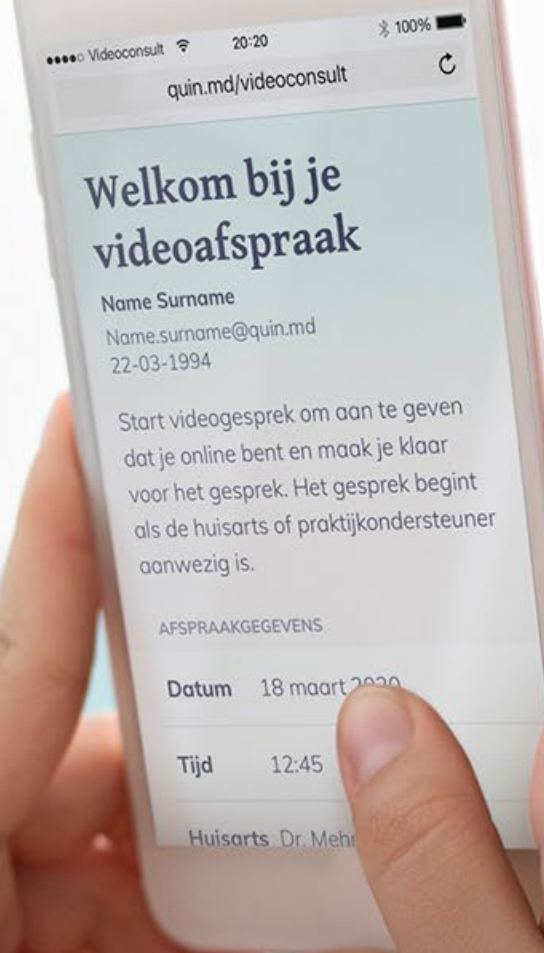 Videoconsult 20:20 100%
quin.md/videoconsult
Welkom bij je
videoafspraak
Name Surname
Name.surname@quin.md
22-03-1994
Start videogesprek om aan te geven
dat je online bent en maak je klaar
voor het gesprek. Het gesprek begint
als de huisarts of praktijkondersteuner
aanwezig is.
AFSPRAAKGEGEVENS
Datum 18 maart 2020
Tijd 12:45
Huisarts Dr.